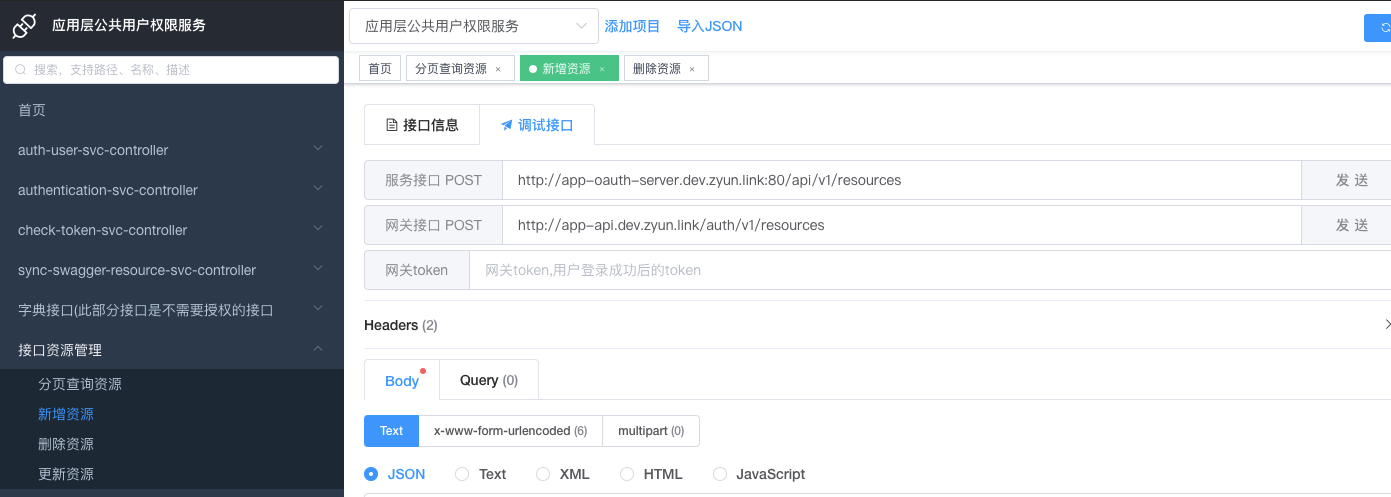 应用层公共用户权限服务
搜索，支持路径、名称、描述
首页
auth-user-svc-controller
authentication-svc-controller
check-token-svc-controller
sync-swagger-resource-svc-controller
字典接口(此部分接口是不需要授权的接口
接口资源管理
分页查询资源
新增资源
删除资源
更新资源
应用层公共用户权限服务 添加项目 导入JSON
首页 分页查询资源 × 新增资源 × 删除资源 ×
接口信息 调试接口
服务接口 POST http://app-oauth-server.dev.zyun.link:80/api/v1/resources 发 送
网关接口 POST http://app-api.dev.zyun.link/auth/v1/resources 发 送
网关token 网关token,用户登录成功后的token
Headers (2)
Body Query (0)
Text x-www-form-urlencoded (6) multipart (0)
JSON Text XML HTML JavaScript